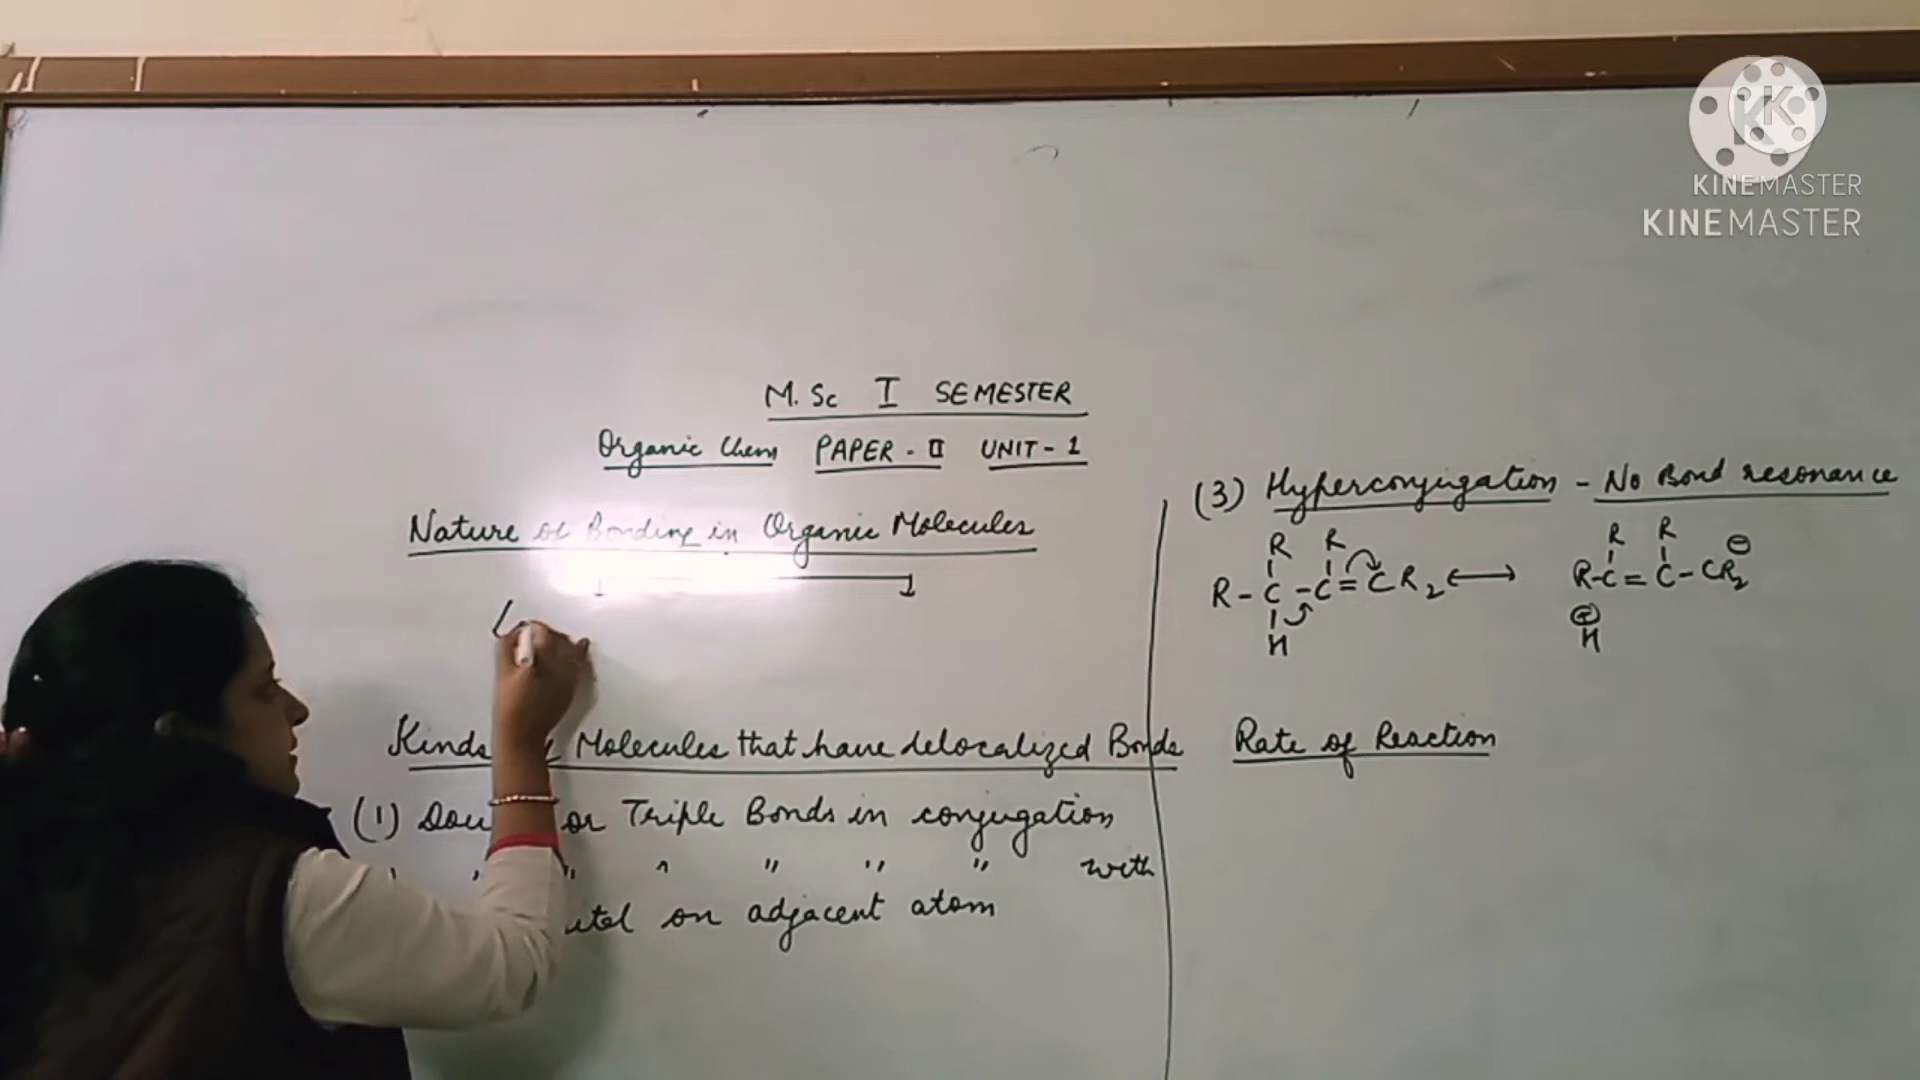 KINEMASTER
KINEMASTER
M.Sc I SEMESTER
Organic Chem PAPER - II UNIT - 1
Nature of Bonding in Organic Molecules
Kinds Molecules that have delocalized Bonds
(1) or Triple Bonds in conjugation
" " " " " with
on adjacent atom
(3) Hyperconjugation - No Bond resonance
R R R R ⊖
R - C - C = CR2 ⟷ R-C = C - CR2
H ⊕
H
Rate of Reaction